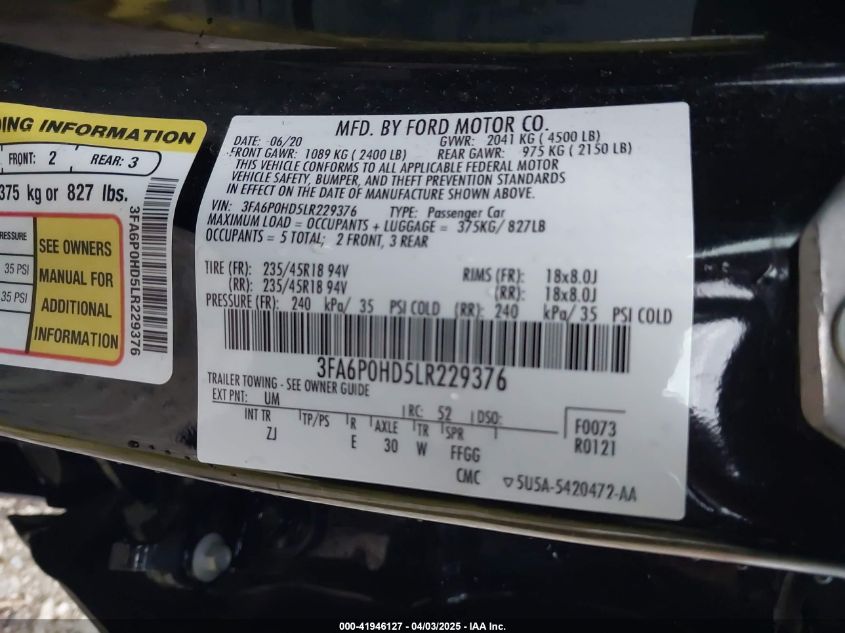 DING INFORMATION
FRONT: 2 REAR: 3
375 kg or 827 lbs.
PRESSURE
35 PSI
35 PSI
SEE OWNERS
MANUAL FOR
ADDITIONAL
INFORMATION
3FA6P0HD5LR229376
MFD. BY FORD MOTOR CO.
DATE: 06/20 GVWR: 2041 KG ( 4500 LB)
FRONT GAWR: 1089 KG ( 2400 LB) REAR GAWR: 975 KG ( 2150 LB)
THIS VEHICLE CONFORMS TO ALL APPLICABLE FEDERAL MOTOR
VEHICLE SAFETY, BUMPER, AND THEFT PREVENTION STANDARDS
IN EFFECT ON THE DATE OF MANUFACTURE SHOWN ABOVE.
VIN: 3FA6P0HD5LR229376 TYPE: Passenger Car
MAXIMUM LOAD = OCCUPANTS + LUGGAGE = 375KG/827LB
OCCUPANTS = 5 TOTAL; 2 FRONT, 3 REAR
TIRE (FR): 235/45R18 94V RIMS (FR): 18x8.0J
(RR): 235/45R18 94V (RR): 18x8.0J
PRESSURE (FR): 240 kPa/ 35 PSI COLD (RR): 240 kPa/ 35 PSI COLD
3FA6P0HD5LR229376
TRAILER TOWING - SEE OWNER GUIDE
EXT PNT: UM RC: 52 DSO: F0073
INT TR TP/PS R AXLE TR SPR R0121
ZJ E 30 W FFGG
CMC 5U5A-5420472-AA
000-41946127 - 04/03/2025 - IAA Inc.